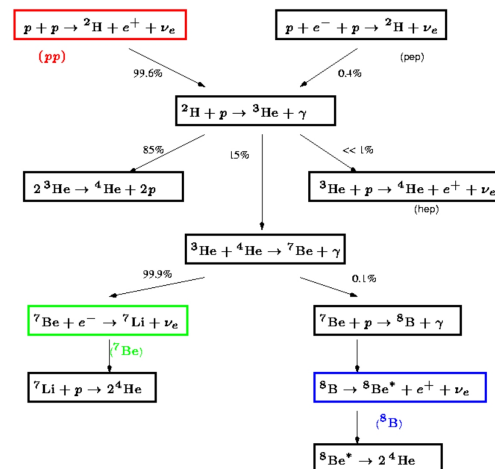 p + p → ²H + e⁺ + νₑ
p + e⁻ + p → ²H + νₑ
(pp)
(pep)
99.6%
0.4%
²H + p → ³He + γ
85%
15%
<< 1%
2 ³He → ⁴He + 2p
³He + p → ⁴He + e⁺ + νₑ
(hep)
³He + ⁴He → ⁷Be + γ
99.9%
0.1%
⁷Be + e⁻ → ⁷Li + νₑ
⁷Be + p → ⁸B + γ
(⁷Be)
⁷Li + p → 2⁴He
⁸B → ⁸Be* + e⁺ + νₑ
(⁸B)
⁸Be* → 2 ⁴He